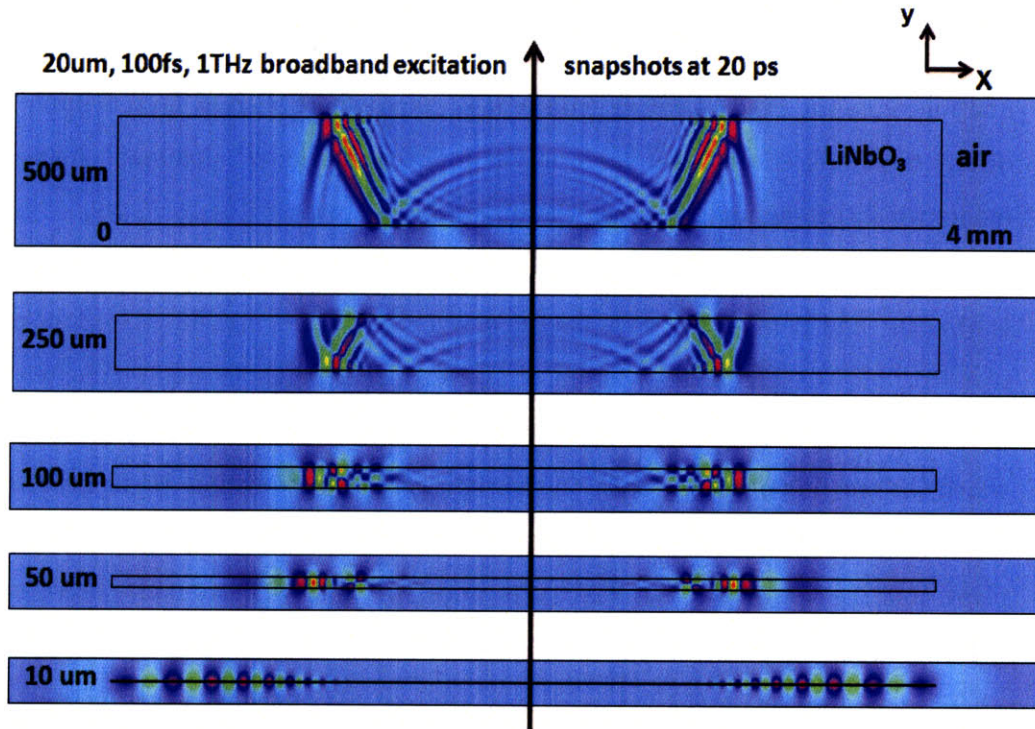 y
X
20um, 100fs, 1THz broadband excitation snapshots at 20 ps
500 um
LiNbO₃ air
0
4 mm
250 um
100 um
50 um
10 um